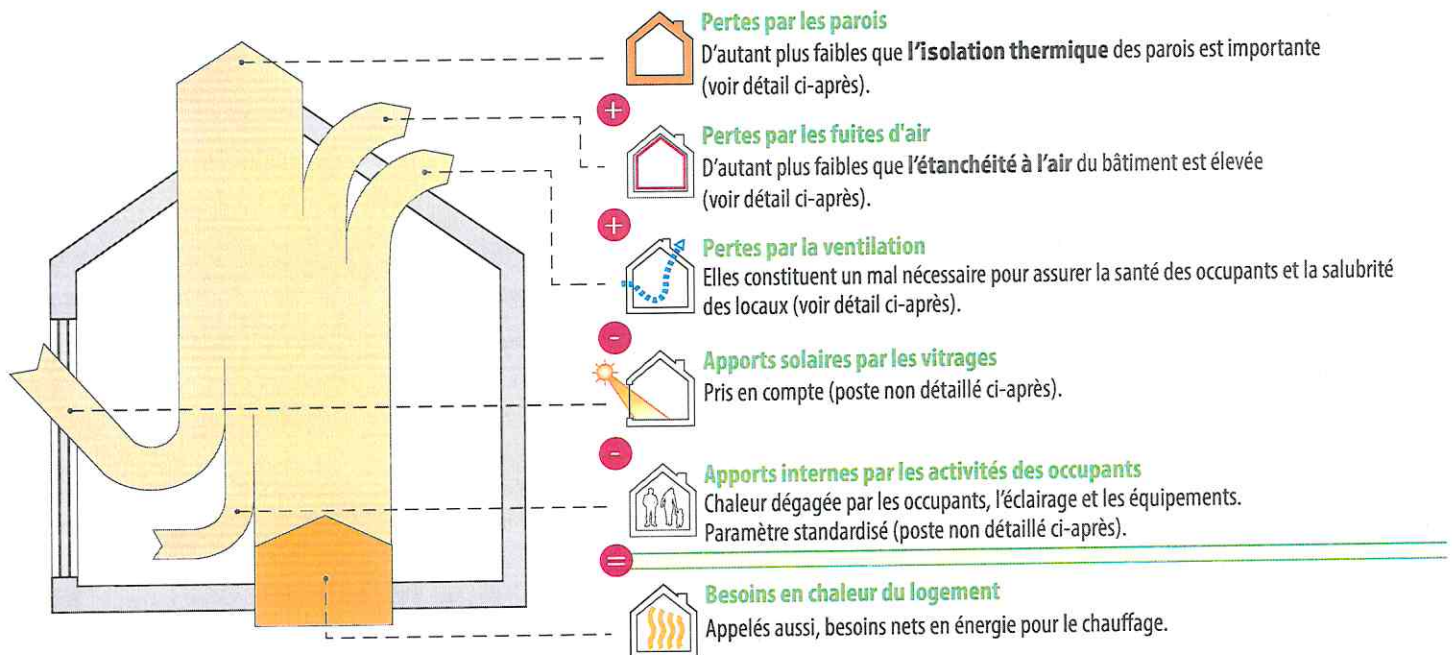 Pertes par les parois
D'autant plus faibles que l'isolation thermique des parois est importante
(voir détail ci-après).
+
Pertes par les fuites d'air
D'autant plus faibles que l'étanchéité à l'air du bâtiment est élevée
(voir détail ci-après).
+
Pertes par la ventilation
Elles constituent un mal nécessaire pour assurer la santé des occupants et la salubrité
des locaux (voir détail ci-après).
-
Apports solaires par les vitrages
Pris en compte (poste non détaillé ci-après).
-
Apports internes par les activités des occupants
Chaleur dégagée par les occupants, l'éclairage et les équipements.
Paramètre standardisé (poste non détaillé ci-après).
=
Besoins en chaleur du logement
Appelés aussi, besoins nets en énergie pour le chauffage.